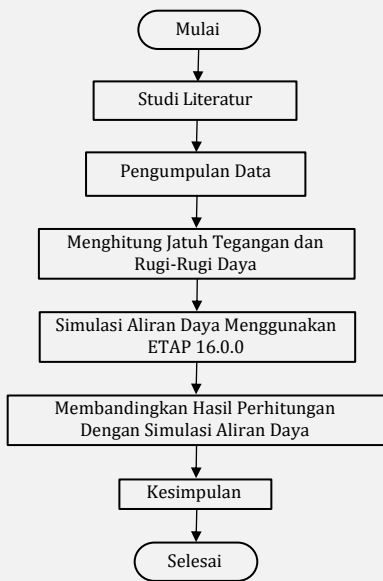 Mulai
Studi Literatur
Pengumpulan Data
Menghitung Jatuh Tegangan dan
Rugi-Rugi Daya
Simulasi Aliran Daya Menggunakan
ETAP 16.0.0
Membandingkan Hasil Perhitungan
Dengan Simulasi Aliran Daya
Kesimpulan
Selesai